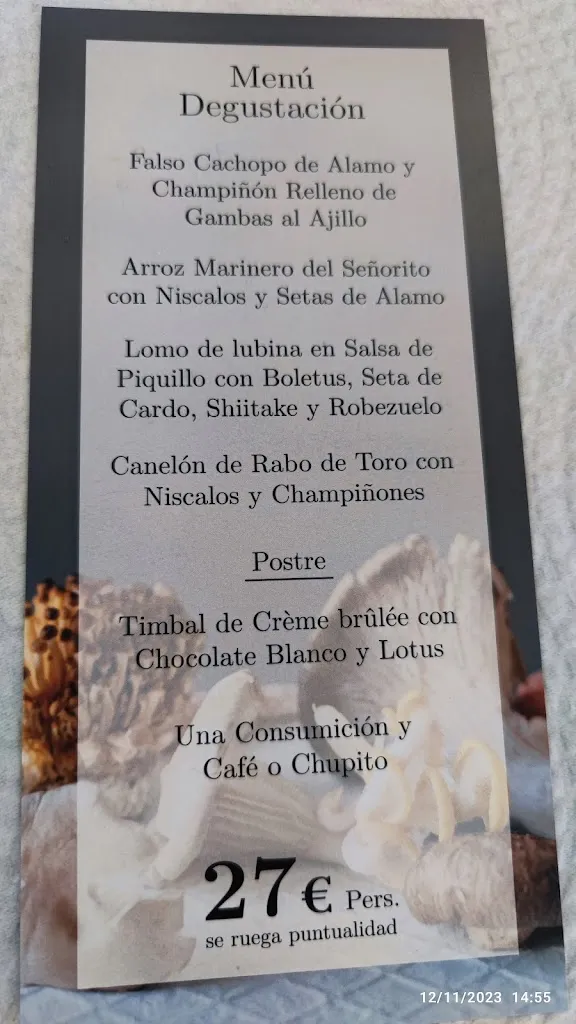 Menú
Degustación
Falso Cachopo de Alamo y
Champiñón Relleno de
Gambas al Ajillo
Arroz Marinero del Señorito
con Niscalos y Setas de Alamo
Lomo de lubina en Salsa de
Piquillo con Boletus, Seta de
Cardo, Shiitake y Robezuelo
Canelón de Rabo de Toro con
Niscalos y Champiñones
Postre
Timbal de Crème brûlée con
Chocolate Blanco y Lotus
Una Consumición y
Café o Chupito
27€ Pers.
se ruega puntualidad
12/11/2023 14:55